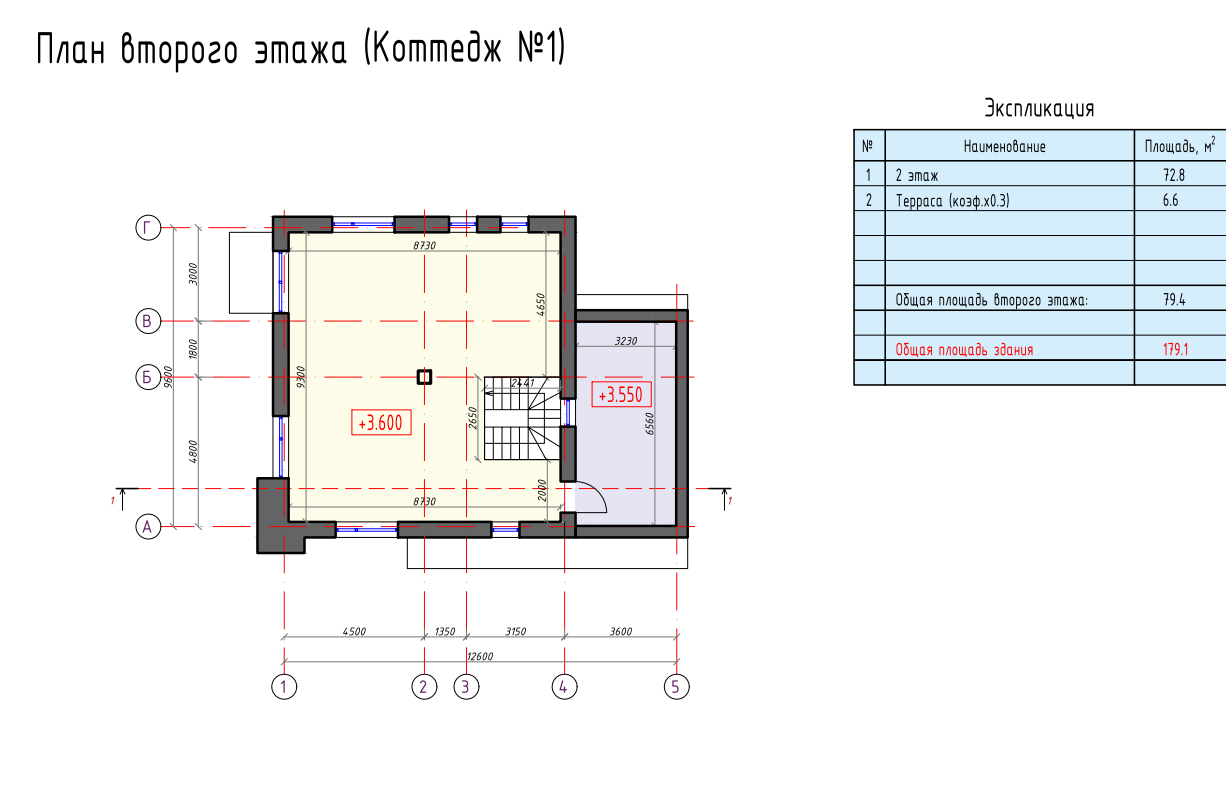 План второго этажа (Коттедж №1)
Экспликация
№ Наименование Площадь, м²
1 2 этаж 72.8
2 Терраса (коэф.х0.3) 6.6
Общая площадь второго этажа: 79.4
Общая площадь здания 179.1
Г
8730
3000
4650
В
3230
1800
Б
9600
9300
2441
+3.550
+3.600
2650
6560
4800
2000
1
1
8730
А
4500
1350
3150
3600
12600
1
2
3
4
5